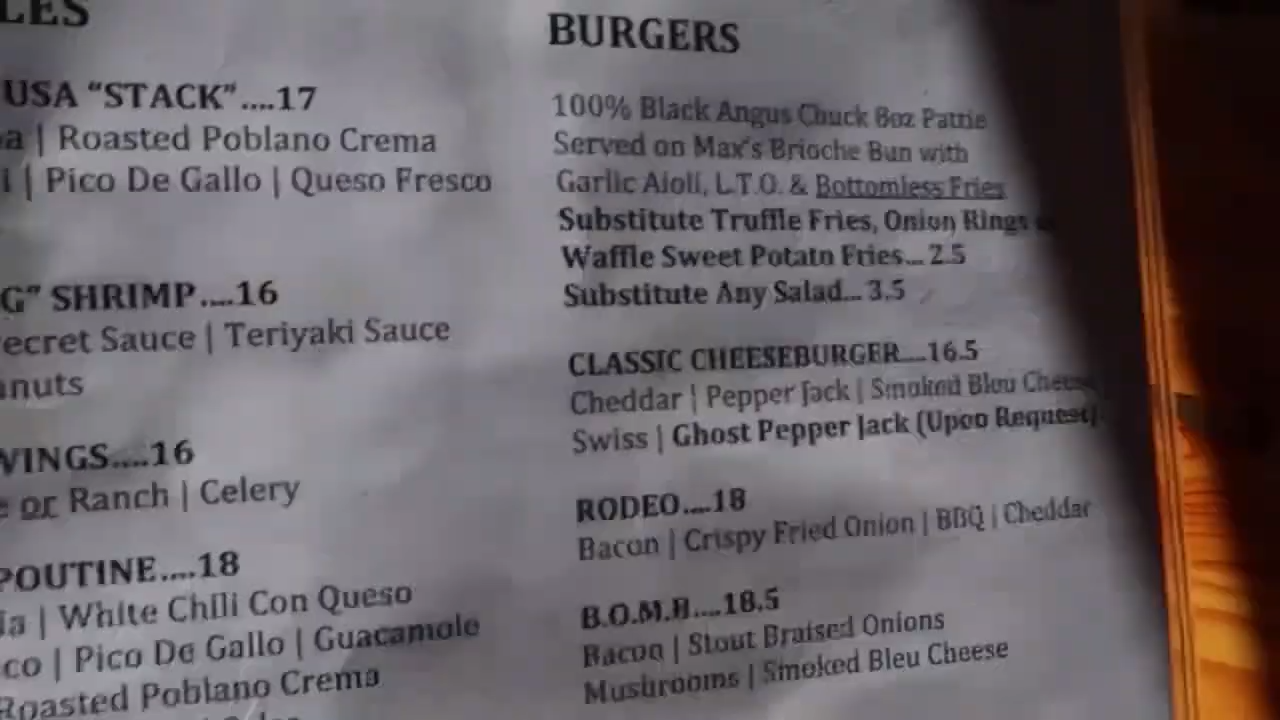 LES
USA “STACK”....17
a | Roasted Poblano Crema
i | Pico De Gallo | Queso Fresco
G” SHRIMP....16
ecret Sauce | Teriyaki Sauce
anuts
WINGS....16
e or Ranch | Celery
POUTINE....18
ia | White Chili Con Queso
co | Pico De Gallo | Guacamole
Roasted Poblano Crema
BURGERS
100% Black Angus Chuck 8oz Pattie
Served on Max's Brioche Bun with
Garlic Aioli, L.T.O. & Bottomless Fries
Substitute Truffle Fries, Onion Rings
Waffle Sweet Potato Fries... 2.5
Substitute Any Salad... 3.5
CLASSIC CHEESEBURGER....16.5
Cheddar | Pepper Jack | Smoked Bleu Cheese
Swiss | Ghost Pepper Jack (Upon Request)
RODEO....18
Bacon | Crispy Fried Onion | BBQ | Cheddar
B.O.M.B....18.5
Bacon | Stout Braised Onions
Mushrooms | Smoked Bleu Cheese